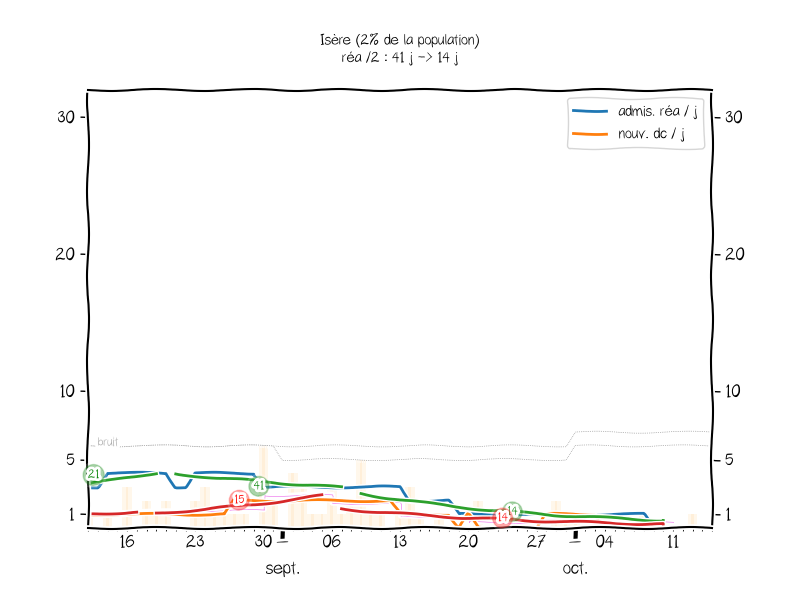 Isère (2% de la population)
réa /2 : 41 j -> 14 j
admis. réa / j
nouv. dc / j
30 30
20 20
10 10
bruit
5 5
21
41
15
14
14
1 1
16 23 30 06 13 20 27 04 11
sept. oct.